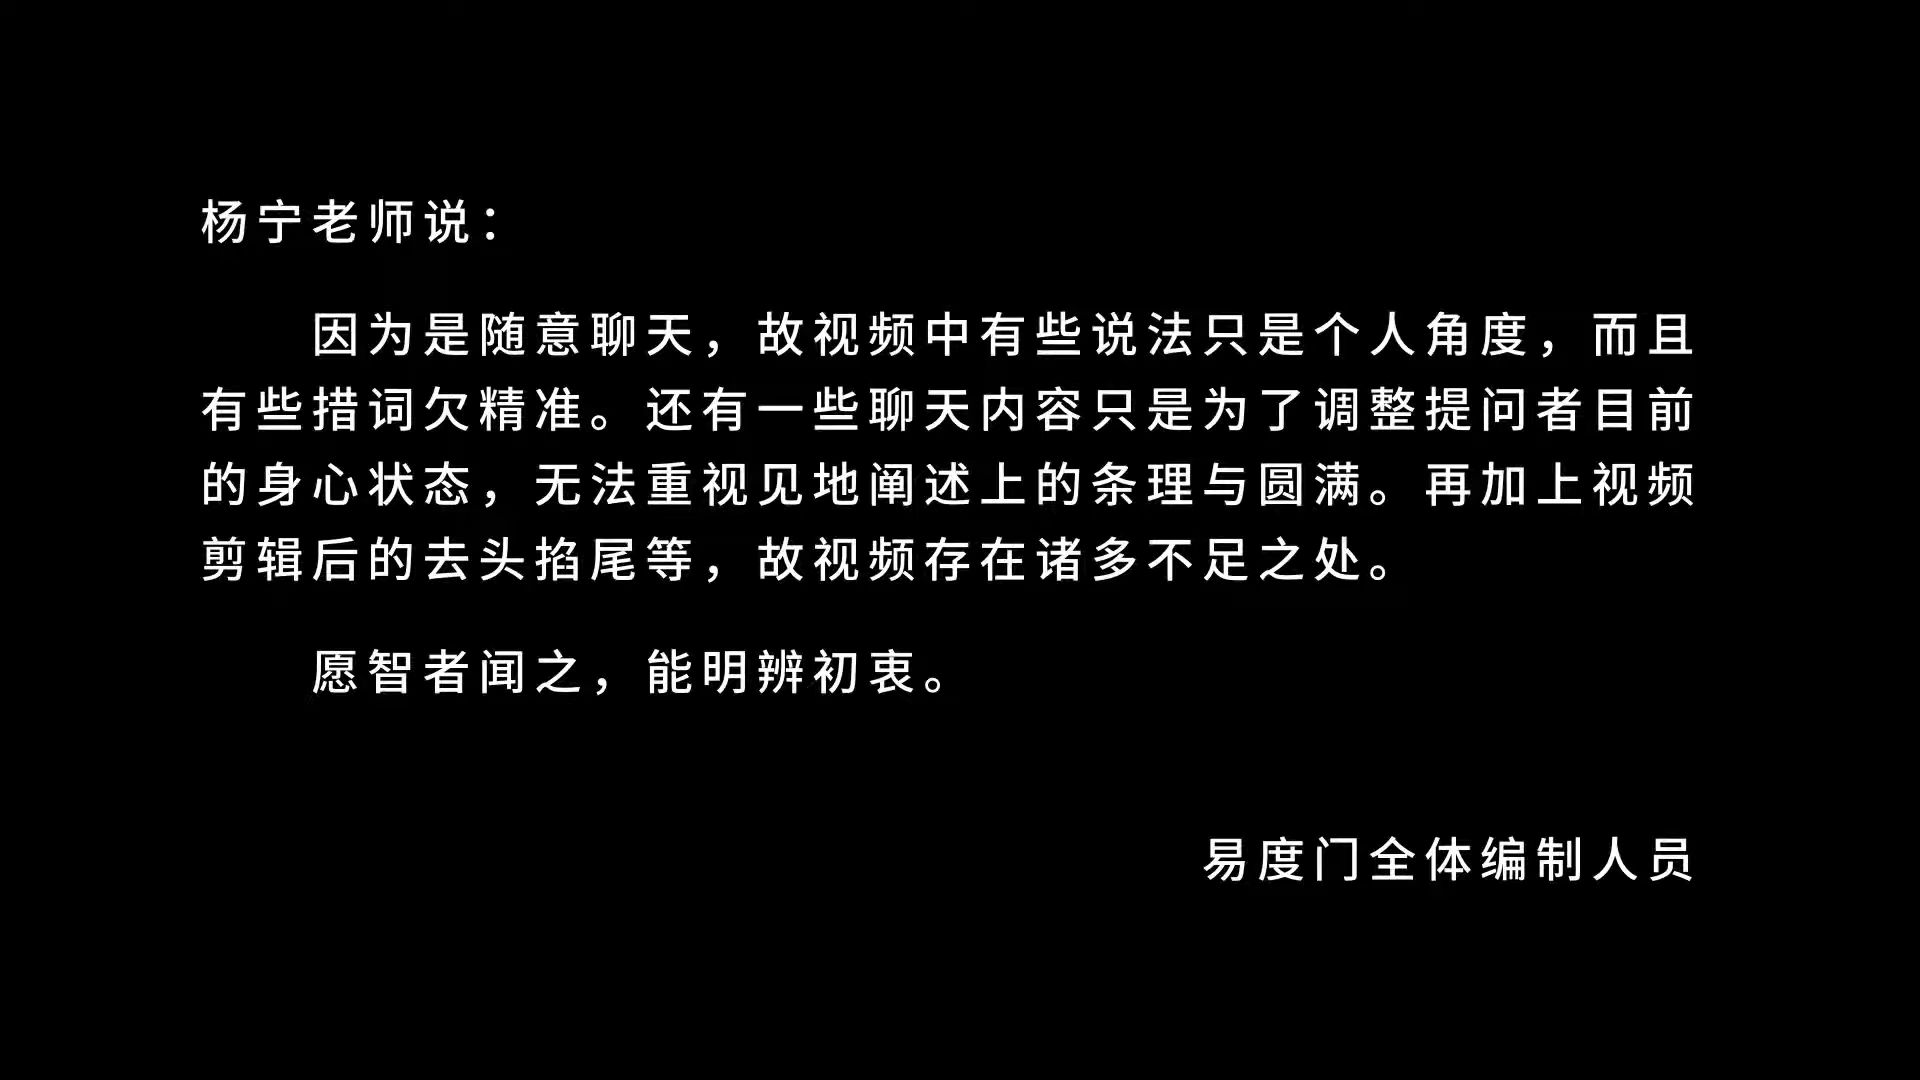 杨宁老师说：
因为是随意聊天，故视频中有些说法只是个人角度，而且
有些措词欠精准。还有一些聊天内容只是为了调整提问者目前
的身心状态，无法重视见地阐述上的条理与圆满。再加上视频
剪辑后的去头掐尾等，故视频存在诸多不足之处。
愿智者闻之，能明辨初衷。
易度门全体编制人员